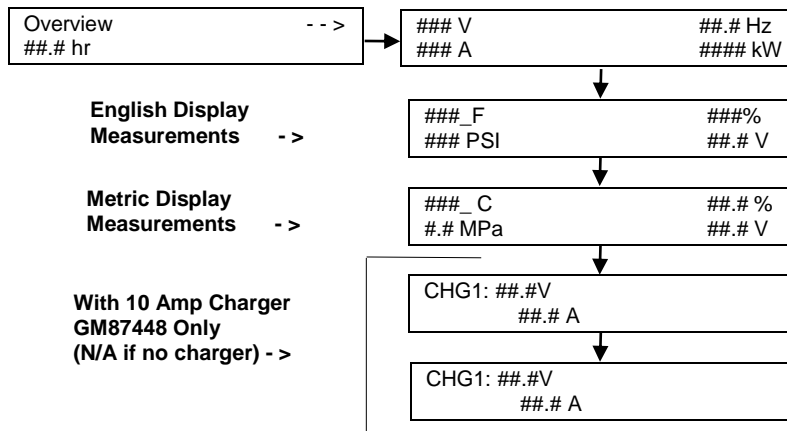 Overview - - >
##.# hr
### V ##.# Hz
### A #### kW
English Display
Measurements - >
###_F ###%
### PSI ##.# V
Metric Display
Measurements - >
###_ C ##.# %
#.# MPa ##.# V
With 10 Amp Charger
GM87448 Only
(N/A if no charger) - >
CHG1: ##.#V
##.# A
CHG1: ##.#V
##.# A